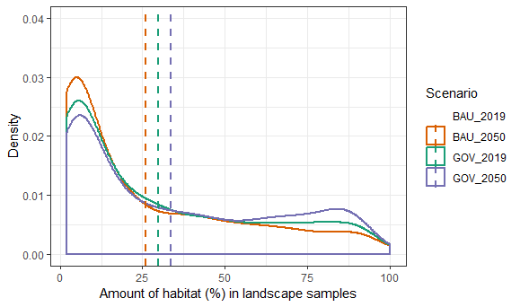 0.04
0.03
0.02
0.01
0.00
Density
0
25
50
75
100
Amount of habitat (%) in landscape samples
Scenario
BAU_2019
BAU_2050
GOV_2019
GOV_2050